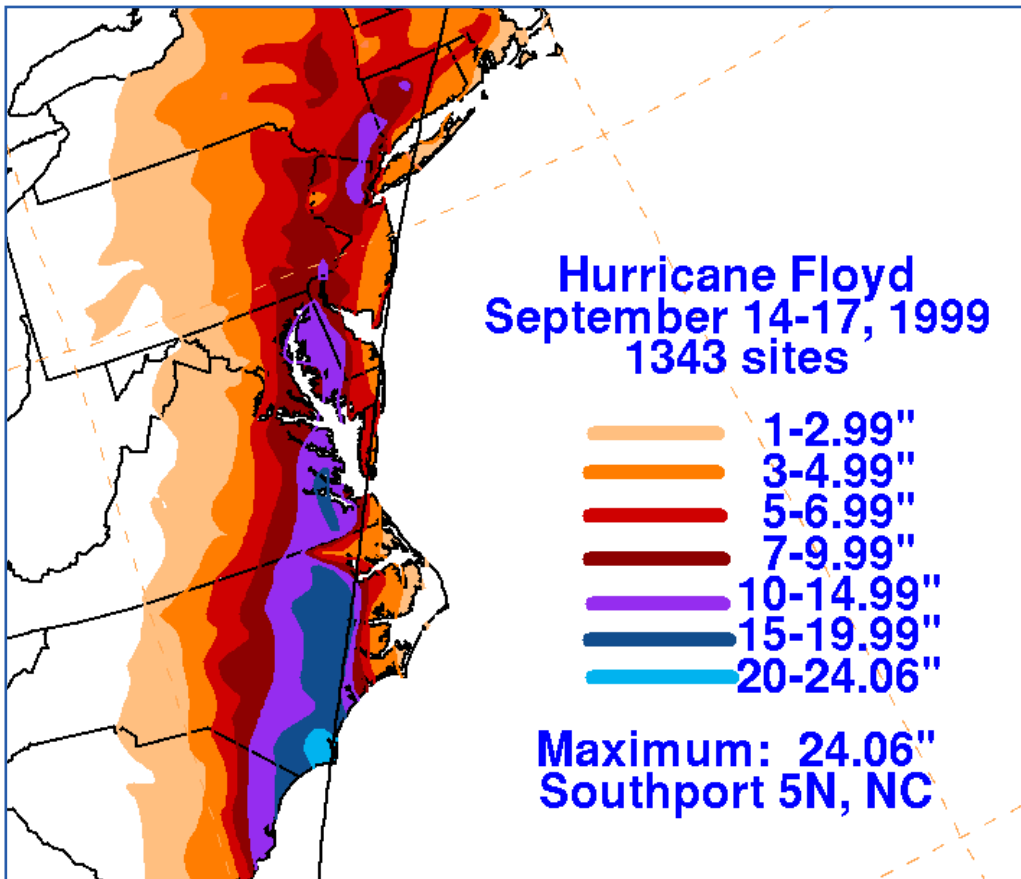 Hurricane Floyd
September 14-17, 1999
1343 sites
1-2.99"
3-4.99"
5-6.99"
7-9.99"
10-14.99"
15-19.99"
20-24.06"
Maximum: 24.06"
Southport 5N, NC